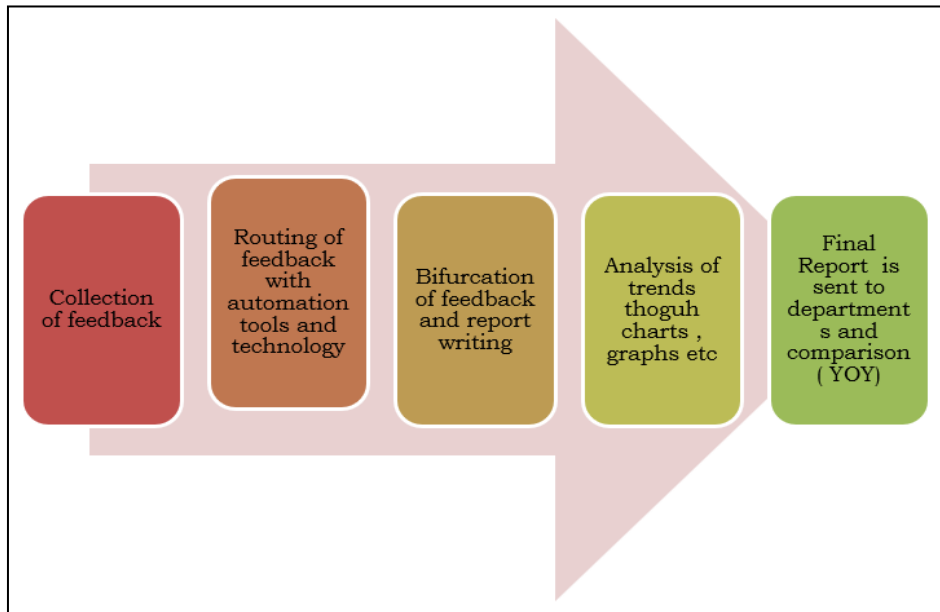 Collection
of feedback
Routing of
feedback
with
automation
tools and
technology
Bifurcation
of feedback
and report
writing
Analysis of
trends
thoguh
charts ,
graphs etc
Final
Report is
sent to
department
s and
comparison
( YOY)